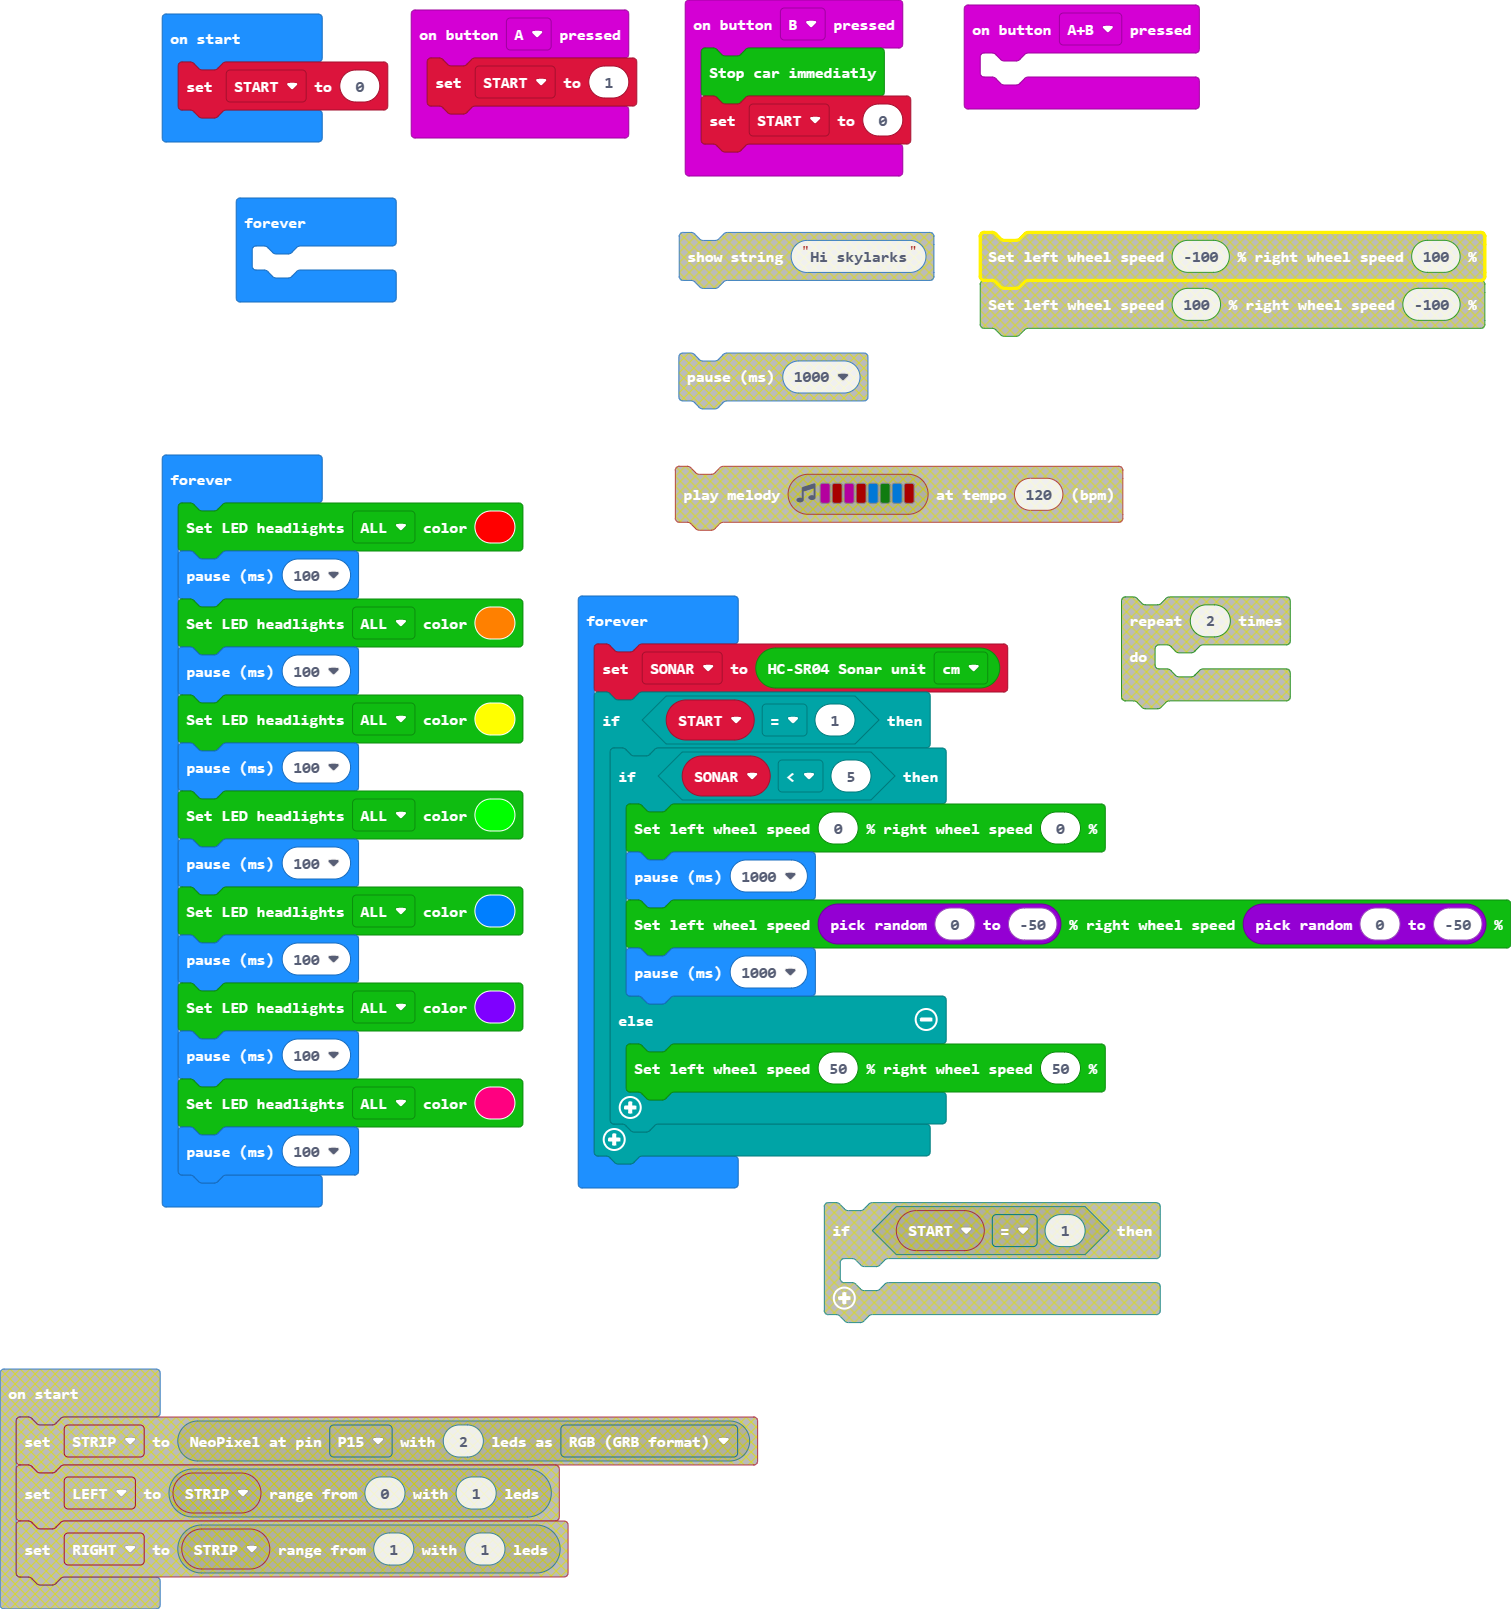 on start
set START to 0
on button A pressed
set START to 1
on button B pressed
Stop car immediatly
set START to 0
on button A+B pressed
forever
show string "Hi skylarks"
Set left wheel speed -100 % right wheel speed 100 %
Set left wheel speed 100 % right wheel speed -100 %
pause (ms) 1000
play melody at tempo 120 (bpm)
forever
Set LED headlights ALL color
pause (ms) 100
Set LED headlights ALL color
pause (ms) 100
Set LED headlights ALL color
pause (ms) 100
Set LED headlights ALL color
pause (ms) 100
Set LED headlights ALL color
pause (ms) 100
Set LED headlights ALL color
pause (ms) 100
Set LED headlights ALL color
pause (ms) 100
forever
set SONAR to HC-SR04 Sonar unit cm
if START = 1 then
if SONAR < 5 then
Set left wheel speed 0 % right wheel speed 0 %
pause (ms) 1000
Set left wheel speed pick random 0 to -50 % right wheel speed pick random 0 to -50 %
pause (ms) 1000
else
Set left wheel speed 50 % right wheel speed 50 %
repeat 2 times
do
if START = 1 then
on start
set STRIP to NeoPixel at pin P15 with 2 leds as RGB (GRB format)
set LEFT to STRIP range from 0 with 1 leds
set RIGHT to STRIP range from 1 with 1 leds